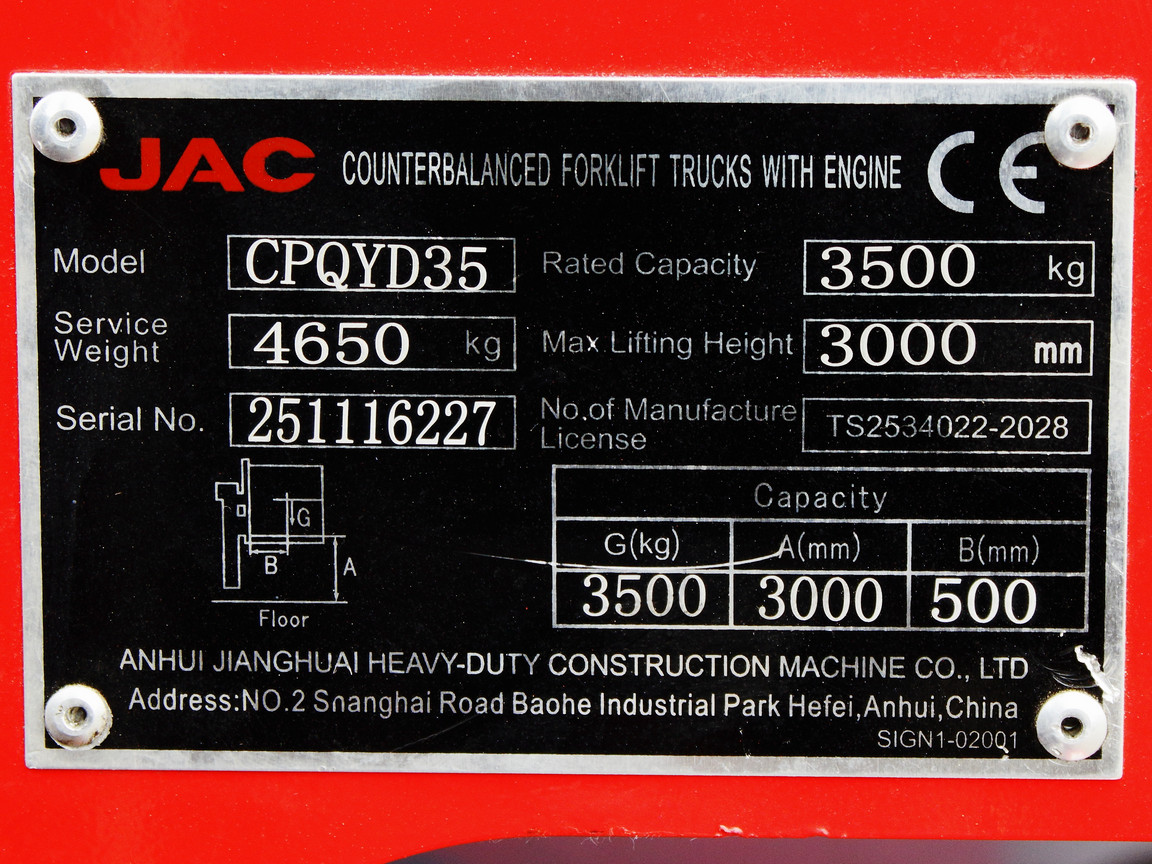 JAC COUNTERBALANCED FORKLIFT TRUCKS WITH ENGINE CE
Model CPQYD35 Rated Capacity 3500 kg
Service Weight 4650 kg Max.Lifting Height 3000 mm
Serial No. 251116227 No.of Manufacture License TS2534022-2028
Capacity
G(kg) A(mm) B(mm)
3500 3000 500
G
B A
Floor
ANHUI JIANGHUAI HEAVY-DUTY CONSTRUCTION MACHINE CO., LTD
Address:NO.2 Shanghai Road Baohe Industrial Park Hefei,Anhui,China
SIGN1-02001